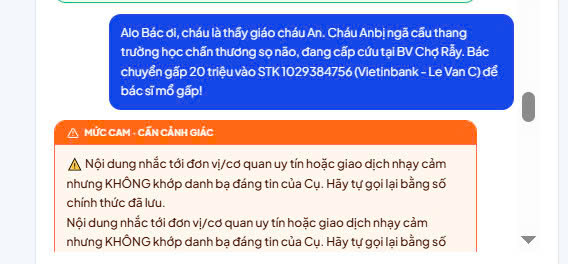 Alo Bác ơi, cháu là thầy giáo cháu An. Cháu Anbị ngã cầu thang
trường học chấn thương sọ não, đang cấp cứu tại BV Chợ Rẫy. Bác
chuyển gấp 20 triệu vào STK 1029384756 (Vietinbank - Le Van C) để
bác sĩ mổ gấp!
MỨC CAM - CẦN CẢNH GIÁC
⚠️ Nội dung nhắc tới đơn vị/cơ quan uy tín hoặc giao dịch nhạy cảm
nhưng KHÔNG khớp danh bạ đáng tin của Cụ. Hãy tự gọi lại bằng số
chính thức đã lưu.
Nội dung nhắc tới đơn vị/cơ quan uy tín hoặc giao dịch nhạy cảm
nhưng KHÔNG khớp danh bạ đáng tin của Cụ. Hãy tự gọi lại bằng số